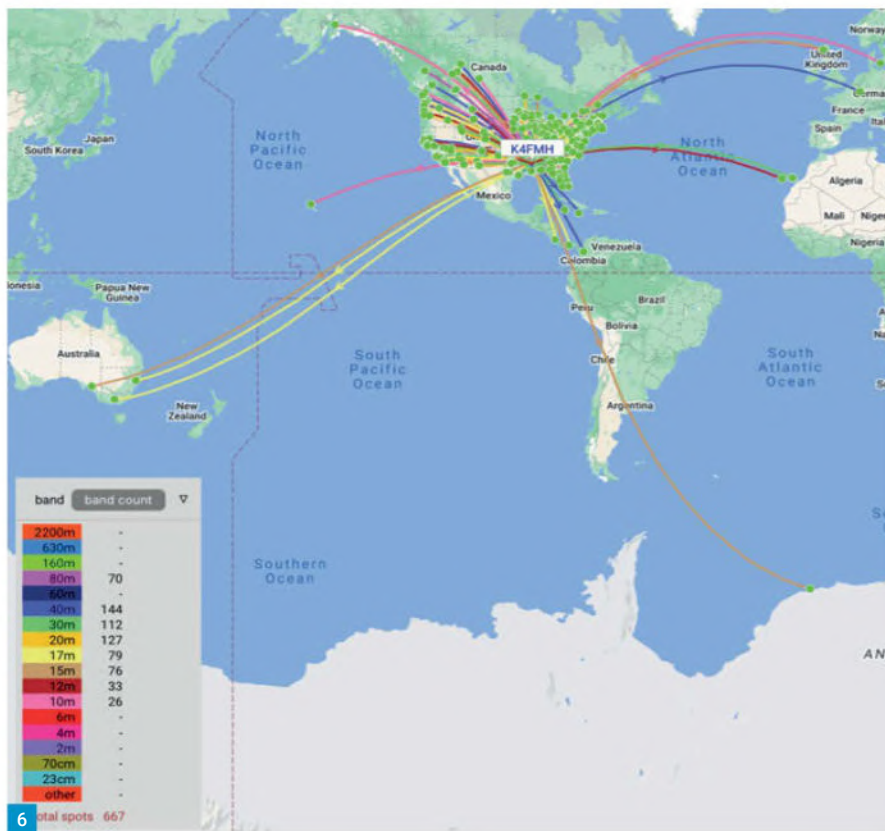 Norway
Canada
United
Kingdom
Germa
France
Ital
Spain
North
Pacific
Ocean
Japan
South Korea
K4FMH
North
Atlantic
Ocean
Mexico
Algeria
Mali
Niger
Nigeria
Venezuela
Colombia
onesia
Papua New
Guinea
Peru
Brazil
Bolivia
Australia
South
Pacific
Ocean
Chile
South
Atlantic
Ocean
New
Zealand
Argentina
band band count ▽
2200m -
630m -
160m -
80m 70
60m -
40m 144
30m 112
20m 127
17m 79
15m 76
12m 33
10m 26
6m -
4m -
2m -
70cm -
23cm -
other -
6 otal spots 667
Southern
Ocean
AN